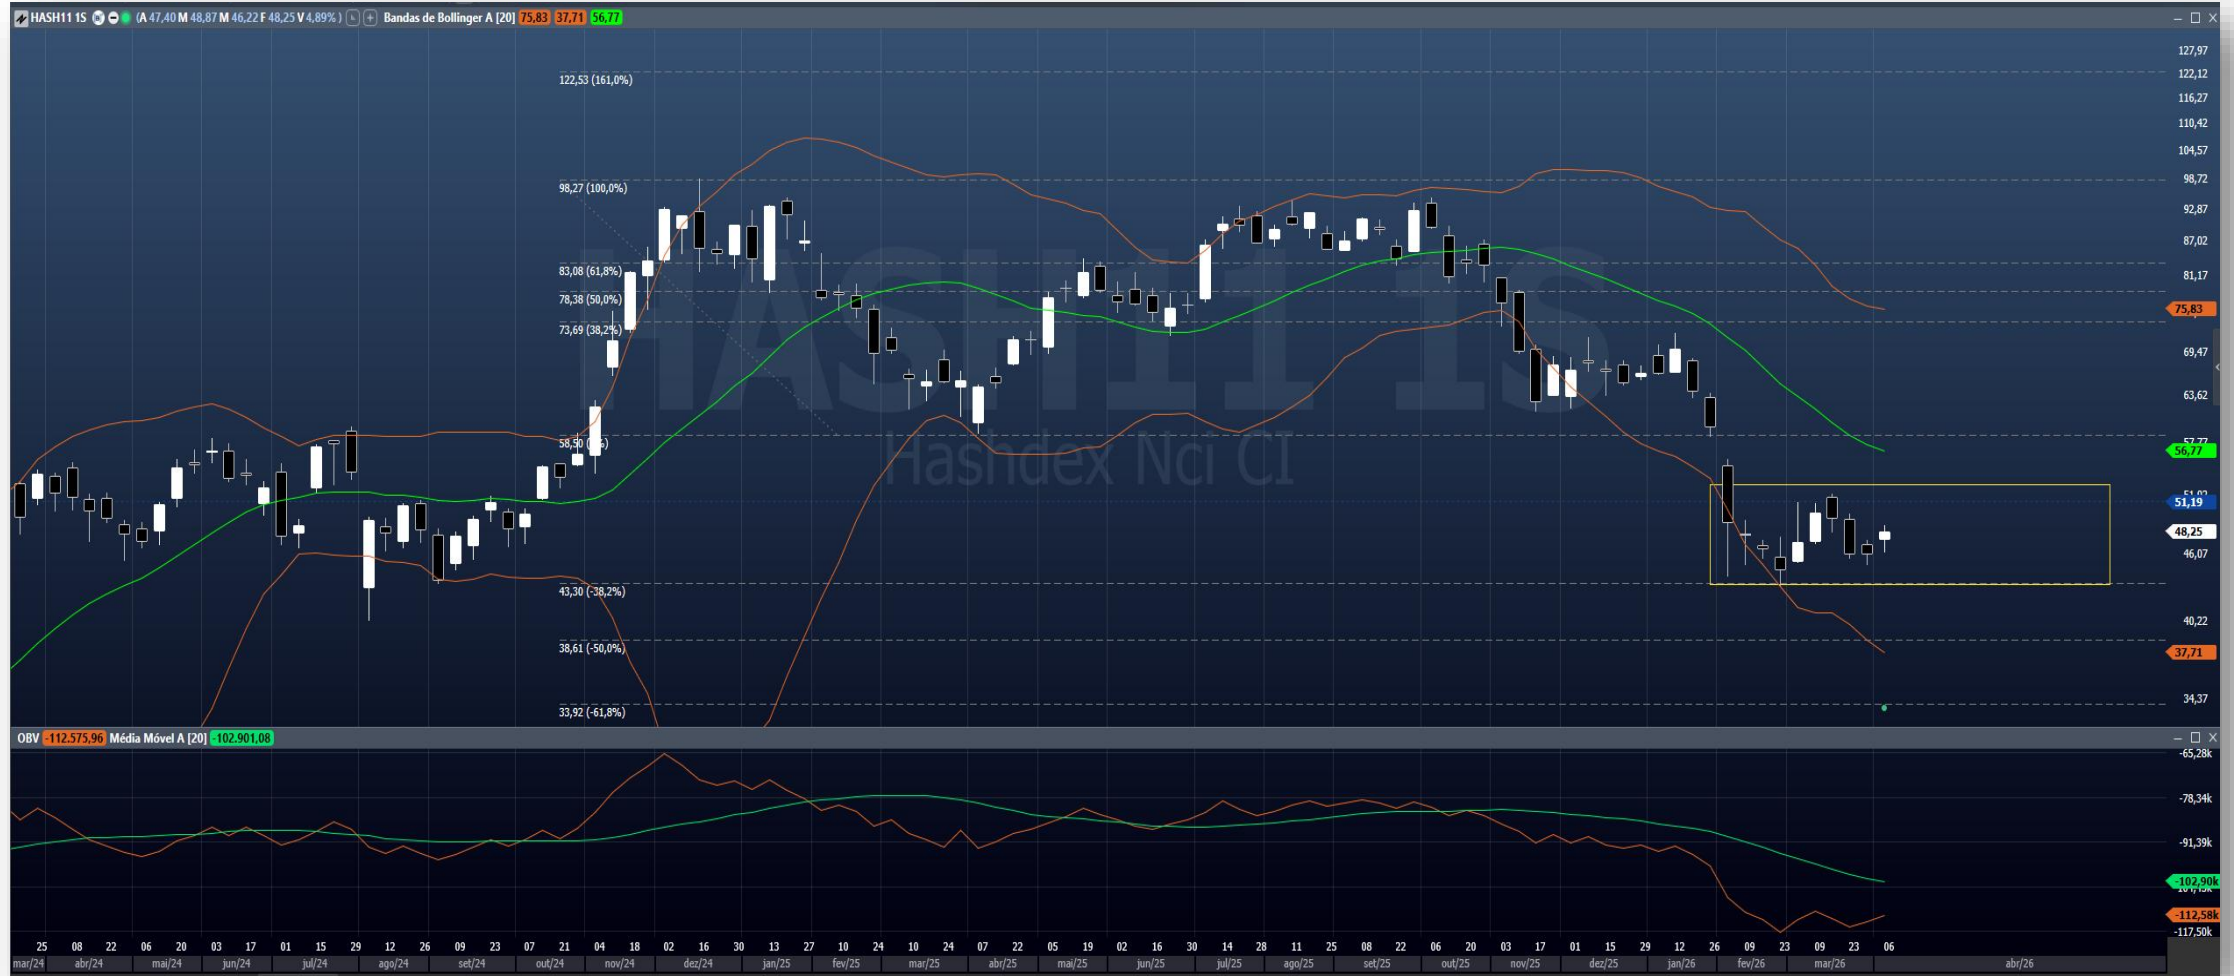 HASH11 1S (A 47,40 M 48,87 M 46,22 F 48,25 V 4,89% ) L + Bandas de Bollinger A [20] 75,83 37,71 56,77
HASH11 1S
Hashdex Nci CI
122,53 (161,0%)
98,27 (100,0%)
83,08 (61,8%)
78,38 (50,0%)
73,69 (38,2%)
58,50
43,30 (-38,2%)
38,61 (-50,0%)
33,92 (-61,8%)
127,97
122,12
116,27
110,42
104,57
98,72
92,87
87,02
81,17
75,83
69,47
63,62
57,77
56,77
51,92
51,19
48,25
46,07
40,22
37,71
34,37
OBV -112.575,96 Média Móvel A [20] -102.901,08
-65,28k
-78,34k
-91,39k
-102,90k
-112,58k
-117,50k
25 08 22 06 20 03 17 01 15 29 12 26 09 23 07 21 04 18 02 16 30 13 27 10 24 10 24 07 22 05 19 02 16 30 14 28 11 25 08 22 06 20 03 17 01 15 29 12 26 09 23 09 23 06
mar/24 abr/24 mai/24 jun/24 jul/24 ago/24 set/24 out/24 nov/24 dez/24 jan/25 fev/25 mar/25 abr/25 mai/25 jun/25 jul/25 ago/25 set/25 out/25 nov/25 dez/25 jan/26 fev/26 mar/26 abr/26